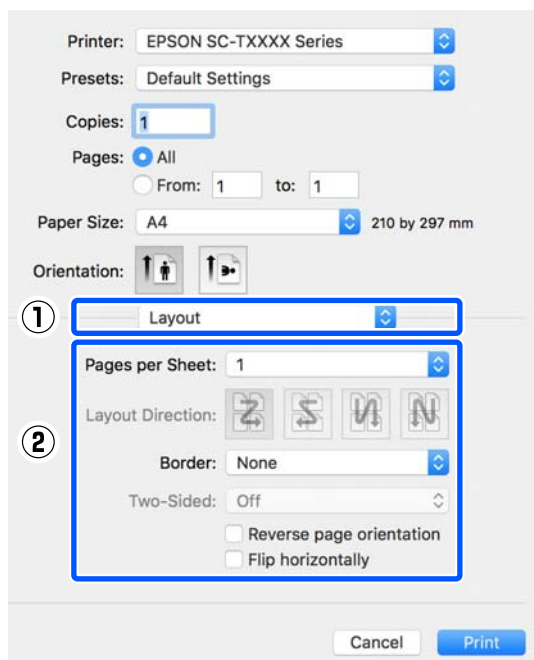 Printer: EPSON SC-TXXXX Series
Presets: Default Settings
Copies: 1
Pages: All
From: 1 to: 1
Paper Size: A4 210 by 297 mm
Orientation:
① Layout
Pages per Sheet: 1
Layout Direction:
②
Border: None
Two-Sided: Off
Reverse page orientation
Flip horizontally
Cancel Print